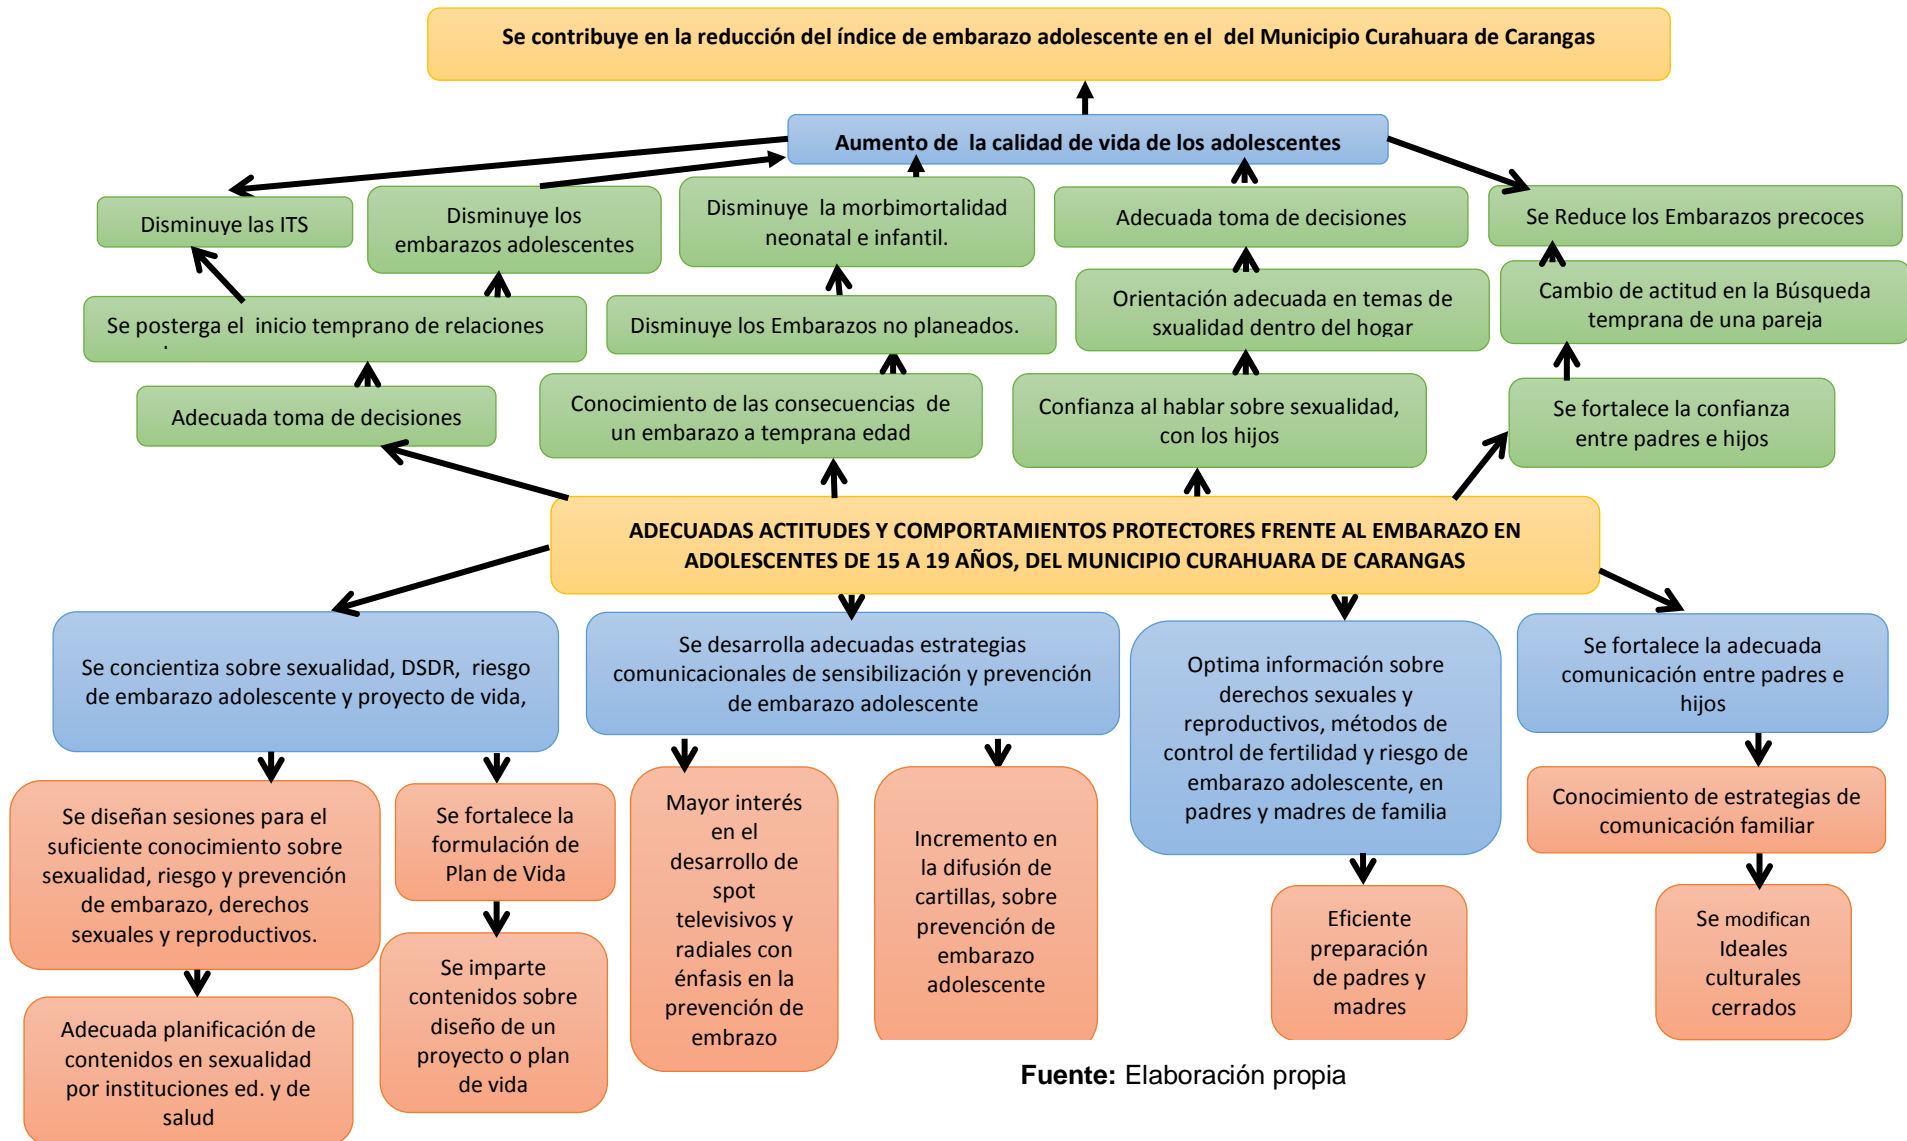 Se contribuye en la reducción del índice de embarazo adolescente en el  del Municipio Curahuara de Carangas
Aumento de  la calidad de vida de los adolescentes
Disminuye las ITS
Disminuye los
embarazos adolescentes
Disminuye  la morbimortalidad
neonatal e infantil.
Adecuada toma de decisiones
Se Reduce los Embarazos precoces
Se posterga el  inicio temprano de relaciones
Disminuye los Embarazos no planeados.
Orientación adecuada en temas de
sxualidad dentro del hogar
Cambio de actitud en la Búsqueda
temprana de una pareja
Adecuada toma de decisiones
Conocimiento de las consecuencias  de
un embarazo a temprana edad
Confianza al hablar sobre sexualidad,
con los hijos
Se fortalece la confianza
entre padres e hijos
ADECUADAS ACTITUDES Y COMPORTAMIENTOS PROTECTORES FRENTE AL EMBARAZO EN
ADOLESCENTES DE 15 A 19 AÑOS, DEL MUNICIPIO CURAHUARA DE CARANGAS
Se concientiza sobre sexualidad, DSDR,  riesgo
de embarazo adolescente y proyecto de vida,
Se desarrolla adecuadas estrategias
comunicacionales de sensibilización y prevención
de embarazo adolescente
Optima información sobre
derechos sexuales y
reproductivos, métodos de
control de fertilidad y riesgo de
embarazo adolescente, en
padres y madres de familia
Se fortalece la adecuada
comunicación entre padres e
hijos
Se diseñan sesiones para el
suficiente conocimiento sobre
sexualidad, riesgo y prevención
de embarazo, derechos
sexuales y reproductivos.
Se fortalece la
formulación de
Plan de Vida
Mayor interés
en el
desarrollo de
spot
televisivos y
radiales con
énfasis en la
prevención de
embrazo
Incremento en
la difusión de
cartillas, sobre
prevención de
embarazo
adolescente
Conocimiento de estrategias de
comunicación familiar
Adecuada planificación de
contenidos en sexualidad
por instituciones ed. y de
salud
Se imparte
contenidos sobre
diseño de un
proyecto o plan
de vida
Eficiente
preparación
de padres y
madres
Se modifican
Ideales
culturales
cerrados
Fuente: Elaboración propia